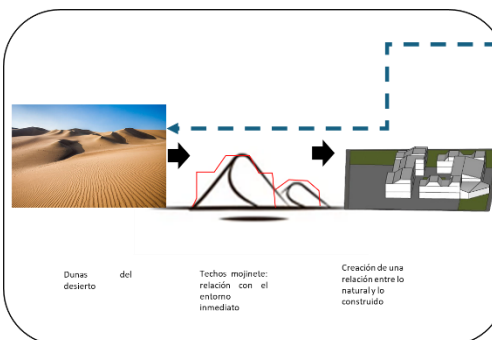 Dunas del
desierto
Techos mojinete:
relación con el
entorno
inmediato
Creación de una
relación entre lo
natural y lo
construido